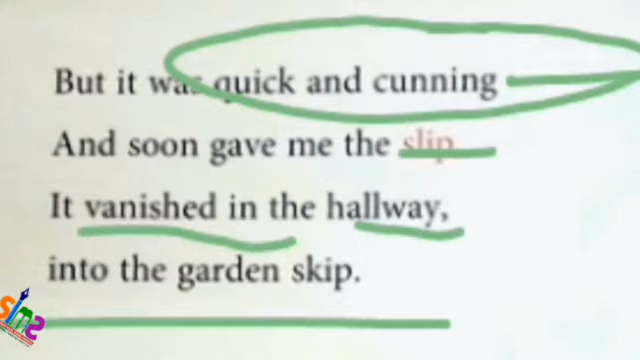 But it was quick and cunning
And soon gave me the slip
It vanished in the hallway,
into the garden skip.
sims